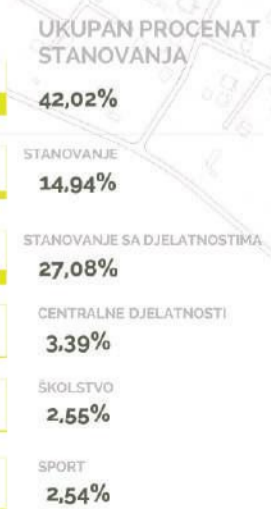 UKUPAN PROCENAT
STANOVANJA
42,02%
STANOVANJE
14,94%
STANOVANJE SA DJELATNOSTIMA
27,08%
CENTRALNE DJELATNOSTI
3,39%
ŠKOLSTVO
2,55%
SPORT
2,54%